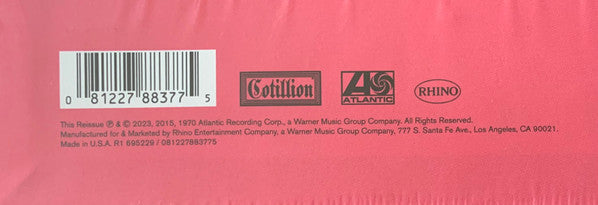 Cotillion
ATLANTIC
RHINO
0 81227 88377 5
This Reissue ℗ & © 2023, 2015, 1970 Atlantic Recording Corp., a Warner Music Group Company. All Rights Reserved.
Manufactured for & Marketed by Rhino Entertainment Company, a Warner Music Group Company, 777 S. Santa Fe Ave., Los Angeles, CA 90021.
Made in U.S.A. R1 695229 / 081227883775